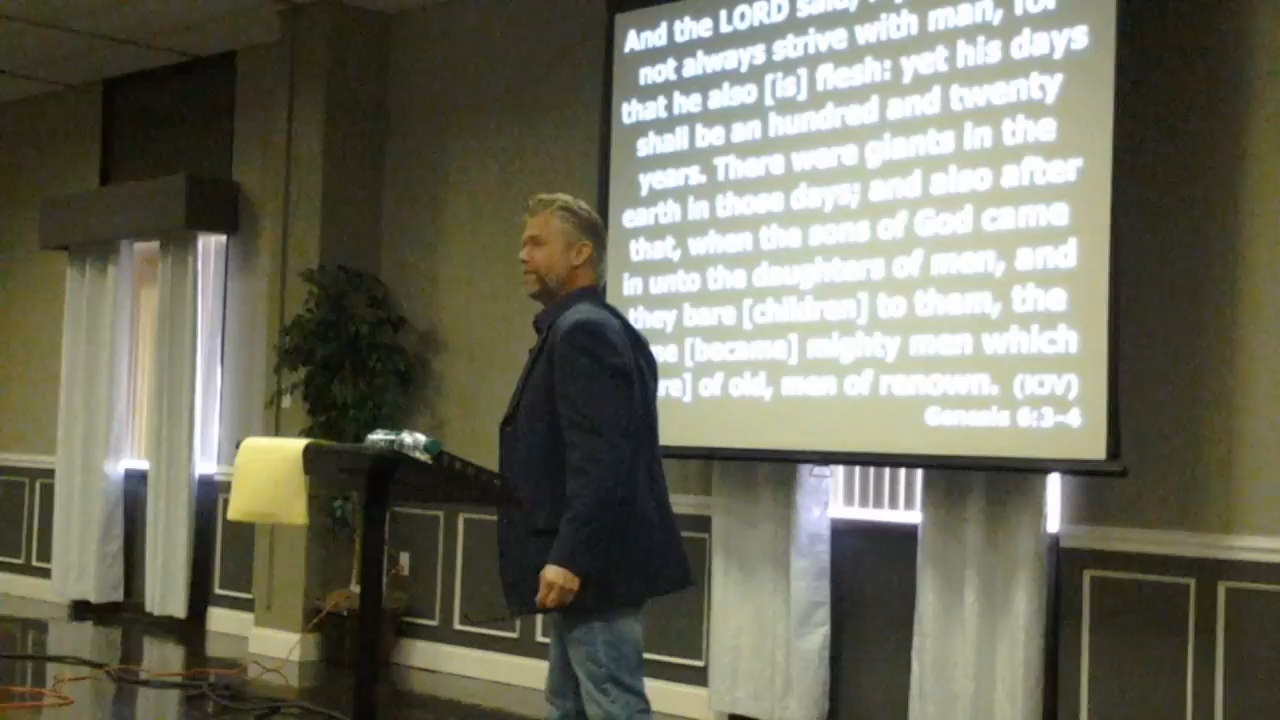 And the LORD said,
not always strive with man, for
that he also [is] flesh: yet his days
shall be an hundred and twenty
years. There were giants in the
earth in those days; and also after
that, when the sons of God came
in unto the daughters of men, and
they bare [children] to them, the
[became] mighty men which
of old, men of renown. (KJV)
Genesis 6:3-4